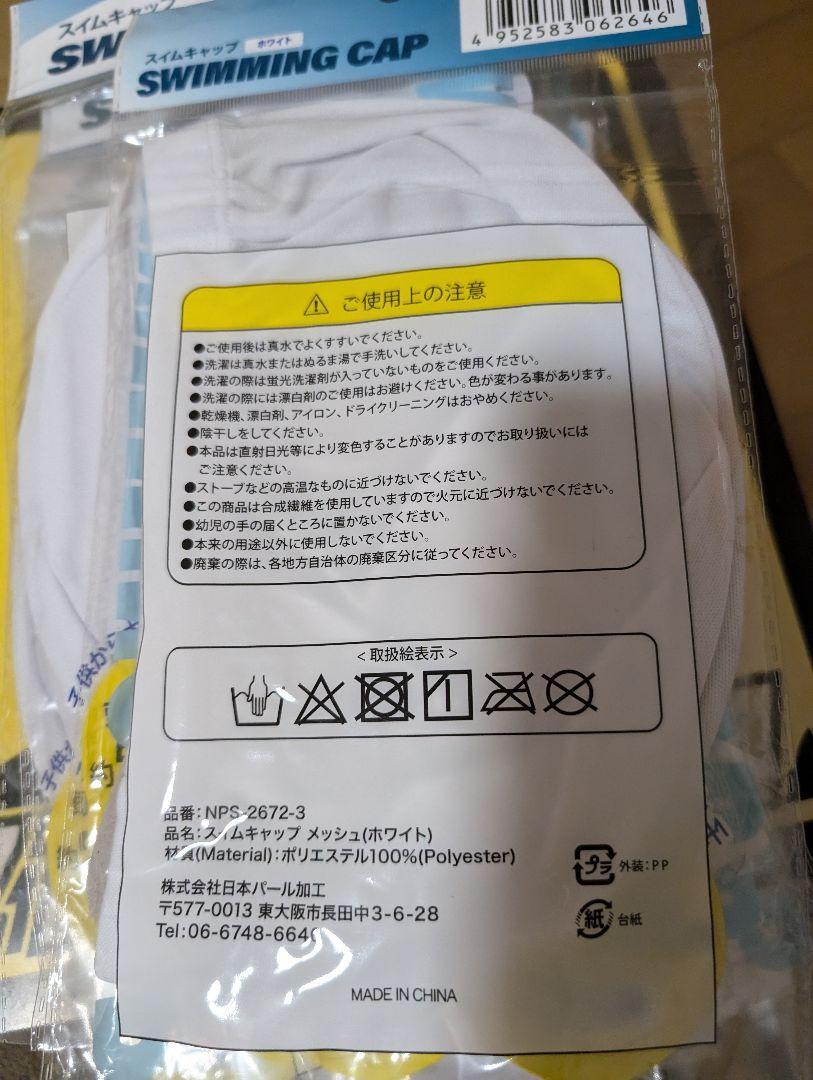 スイムキャップ
SW
スイムキャップ ホワイト
SWIMMING CAP
4 952583 062646
⚠ ご使用上の注意
●ご使用後は真水でよくすすいでください。
●洗濯は真水またはぬるま湯で手洗いしてください。
●洗濯の際は蛍光洗濯剤が入っていないものをご使用ください。
●洗濯の際には漂白剤のご使用はお避けください。色が変わる事があります。
●乾燥機、漂白剤、アイロン、ドライクリーニングはおやめください。
●陰干しをしてください。
●本品は直射日光等により変色することがありますのでお取り扱いには
ご注意ください。
●ストーブなどの高温なものに近づけないでください。
●この商品は合成繊維を使用していますので火元に近づけないでください。
●幼児の手の届くところに置かないでください。
●本来の用途以外に使用しないでください。
●廃棄の際は、各地方自治体の廃棄区分に従ってください。
<取扱絵表示>
品番:NPS-2672-3
品名:スイムキャップ メッシュ(ホワイト)
材質(Material):ポリエステル100%(Polyester)
株式会社日本パール加工
〒577-0013 東大阪市長田中3-6-28
Tel:06-6748-664
プラ 外装:PP
紙 台紙
MADE IN CHINA
子供が
子供